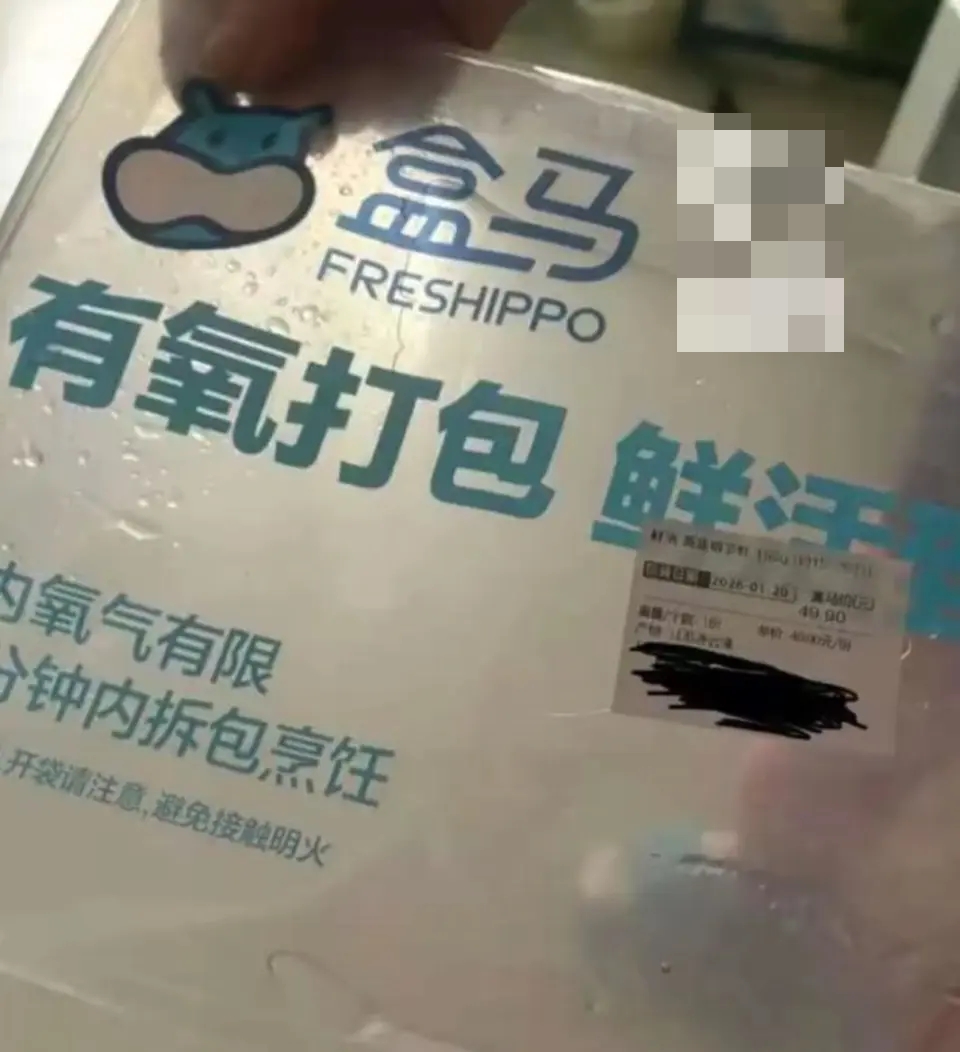 盒马
FRESHIPPO
有氧打包 鲜活
内氧气有限
分钟内拆包烹饪
开袋请注意,避免接触明火
2026-01-20
49.90